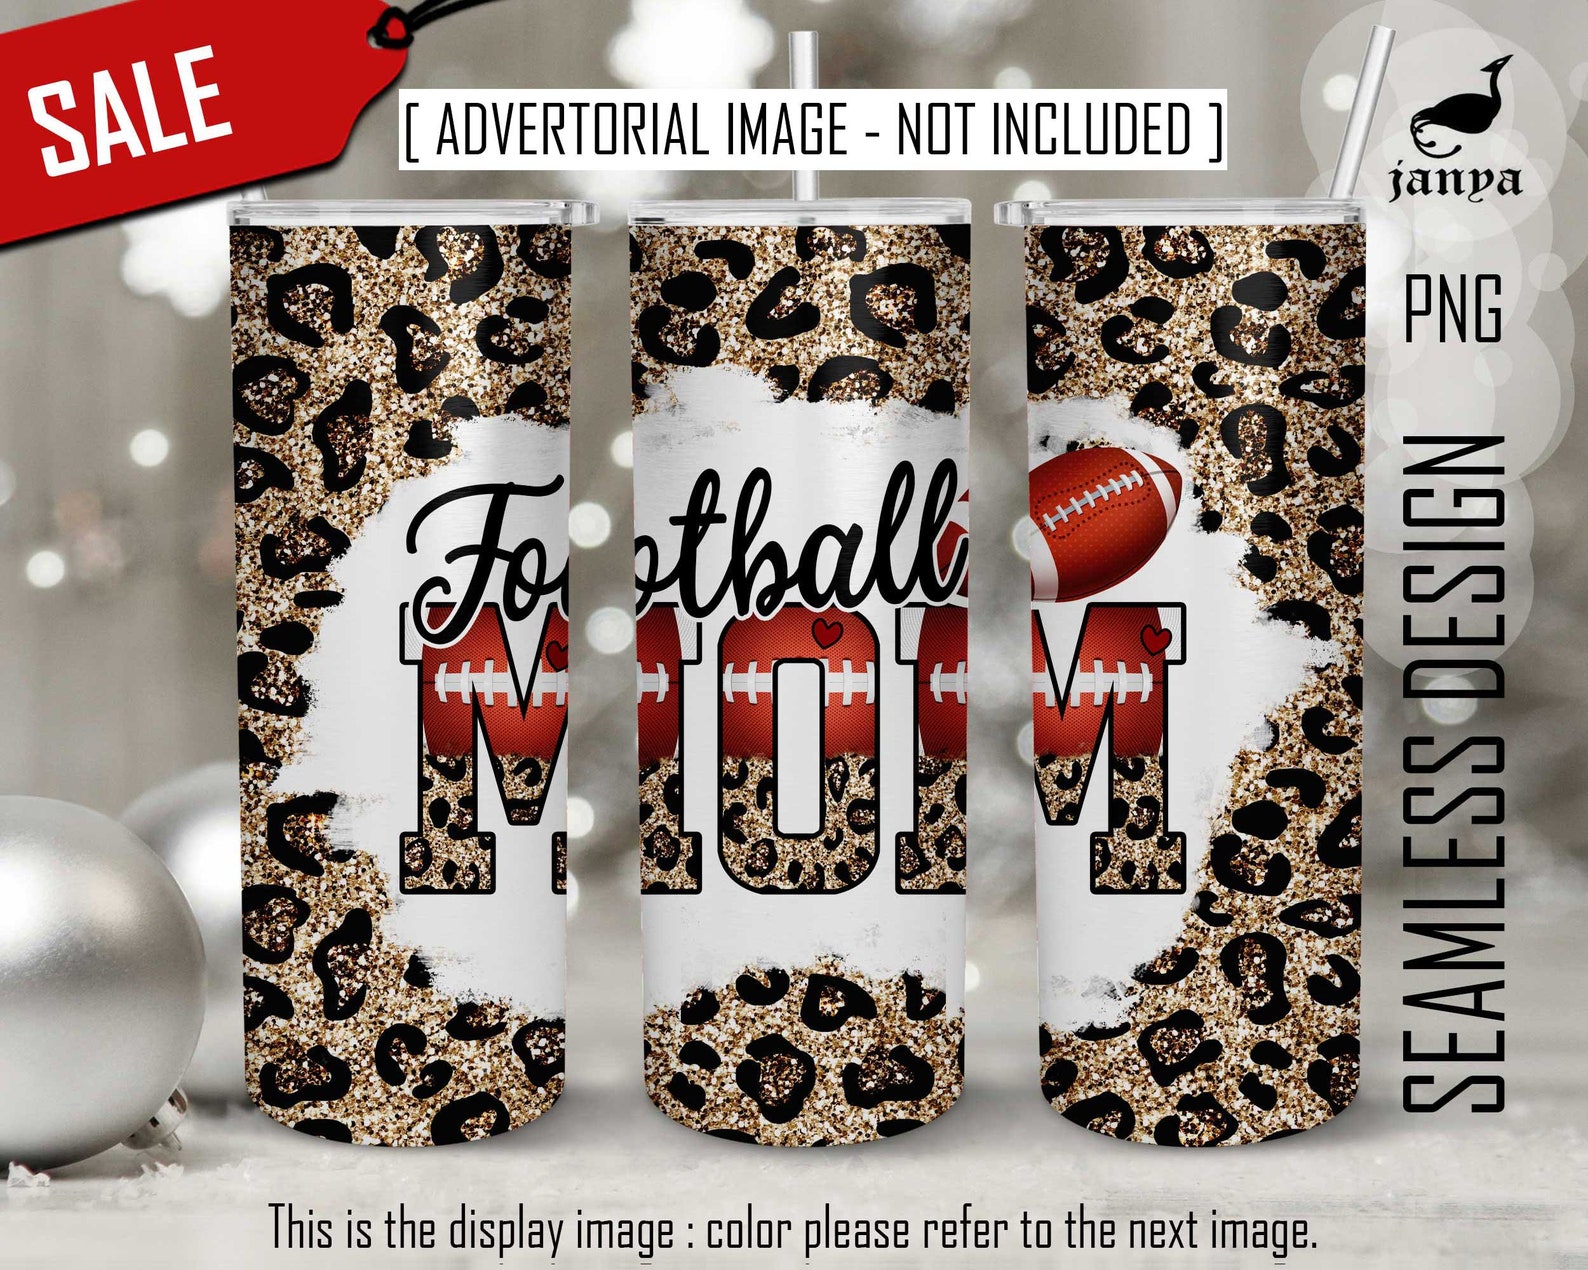 SALE
[ ADVERTORIAL IMAGE - NOT INCLUDED ]
janya
PNG
SEAMLESS DESIGN
Football
MOM
This is the display image : color please refer to the next image.